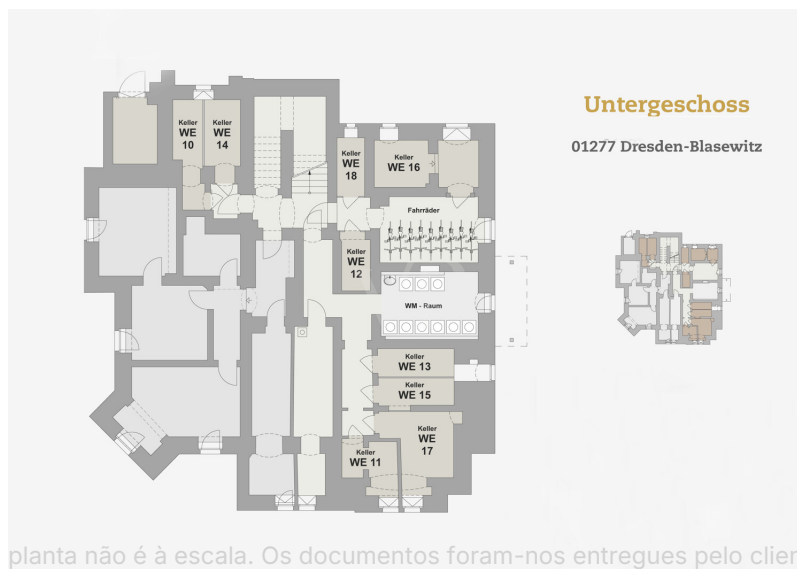 Untergeschoss
01277 Dresden-Blasewitz
Keller
WE
10
Keller
WE
14
Keller
WE
18
Keller
WE 16
Fahrräder
Keller
WE
12
WM - Raum
Keller
WE 13
Keller
WE 15
Keller
WE
17
Keller
WE 11
planta não é à escala. Os documentos foram-nos entregues pelo clien